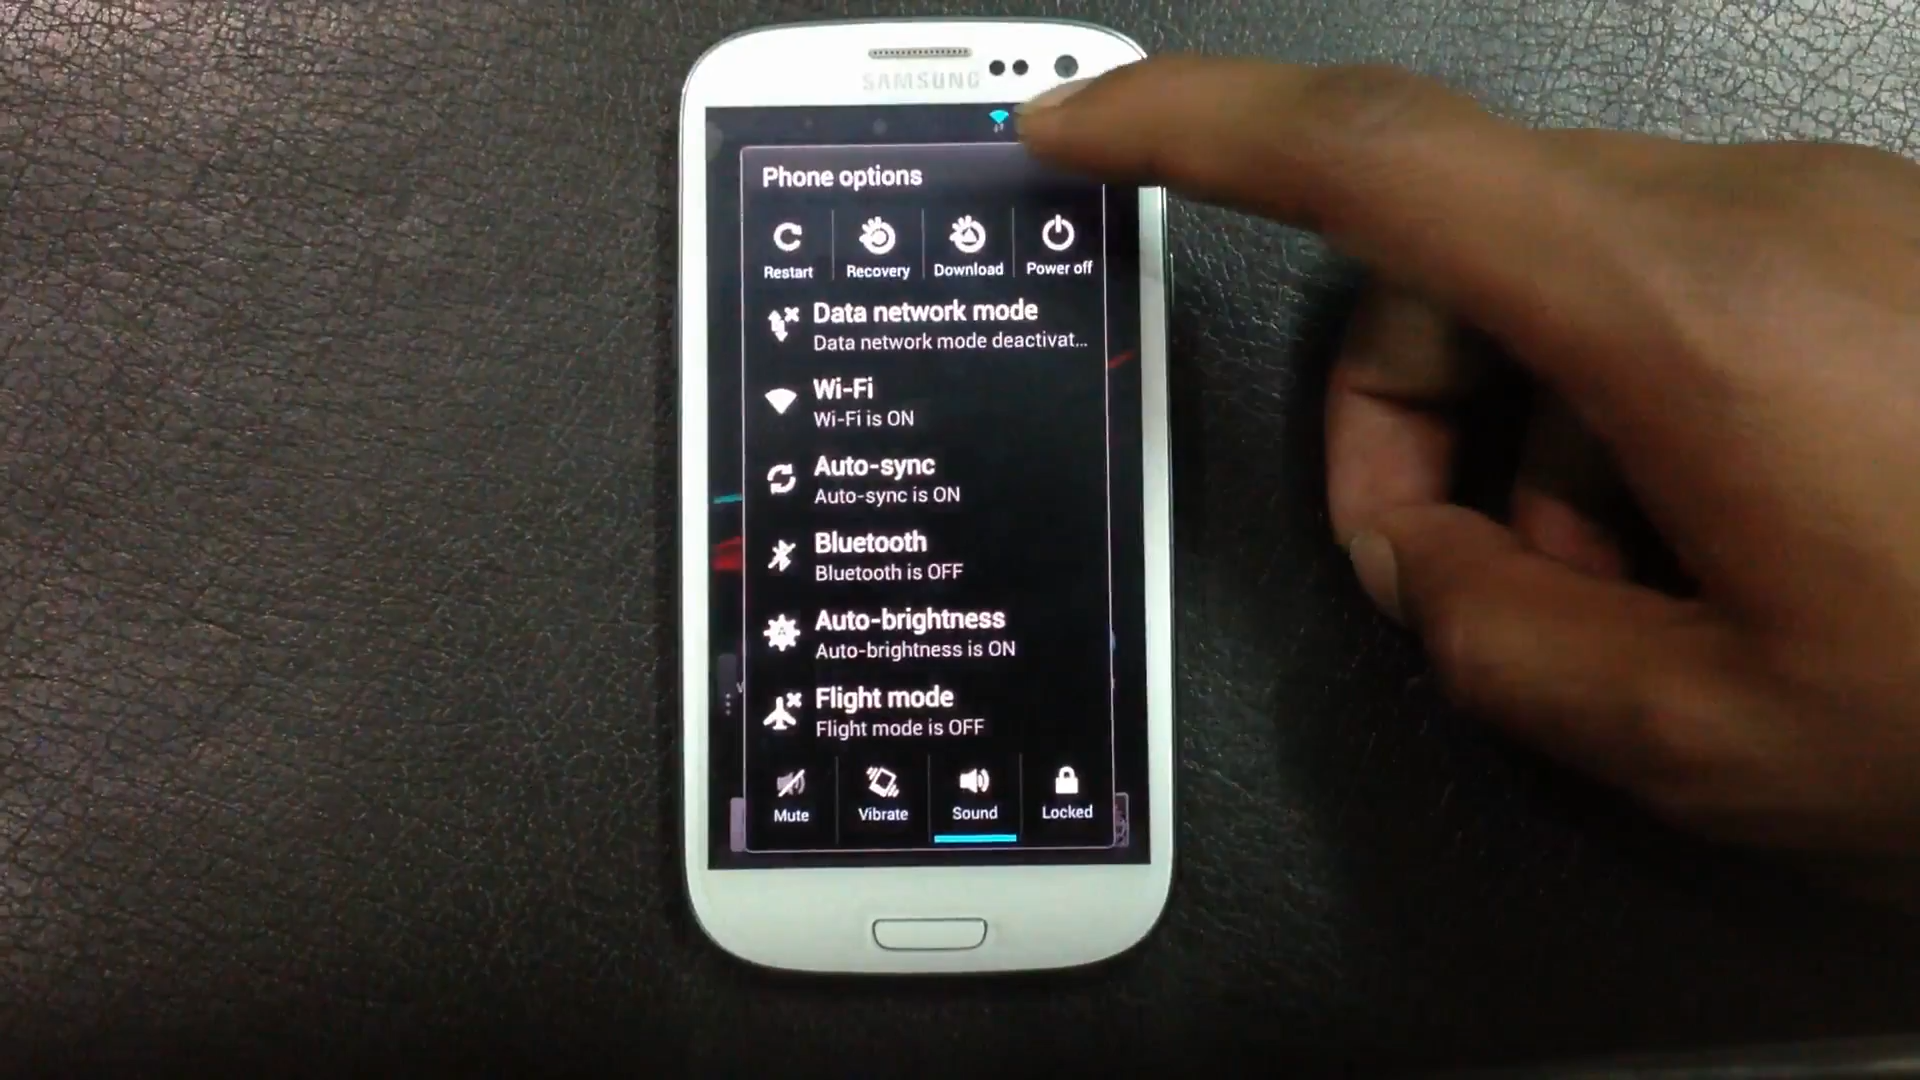 SAMSUNG
Phone options
Restart
Recovery
Download
Power off
Data network mode
Data network mode deactivat...
Wi-Fi
Wi-Fi is ON
Auto-sync
Auto-sync is ON
Bluetooth
Bluetooth is OFF
Auto-brightness
Auto-brightness is ON
Flight mode
Flight mode is OFF
Mute
Vibrate
Sound
Locked